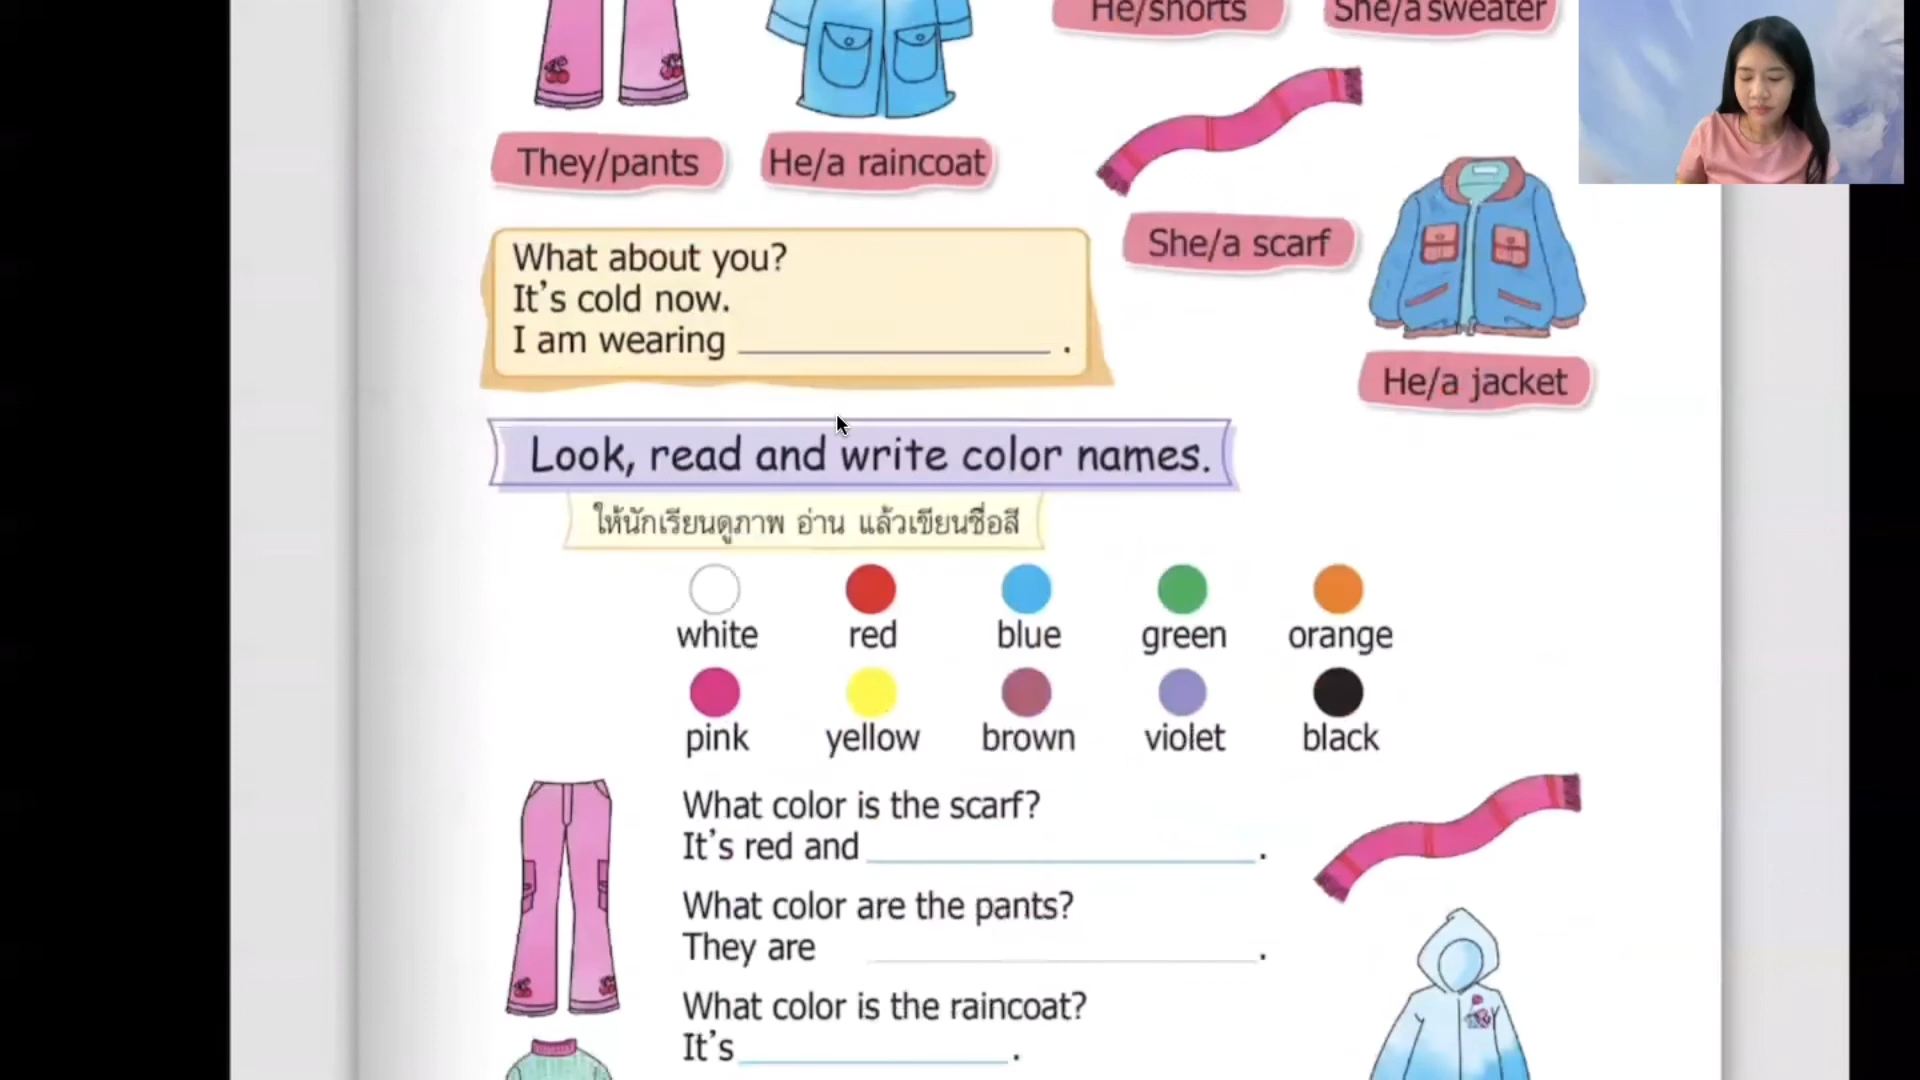 He/shorts
She/a sweater
They/pants
He/a raincoat
She/a scarf
What about you?
It's cold now.
I am wearing ______________ .
He/a jacket
Look, read and write color names.
ให้นักเรียนดูภาพ อ่าน แล้วเขียนชื่อสี
white red blue green orange
pink yellow brown violet black
What color is the scarf?
It's red and ______________ .
What color are the pants?
They are ______________ .
What color is the raincoat?
It's ______________ .